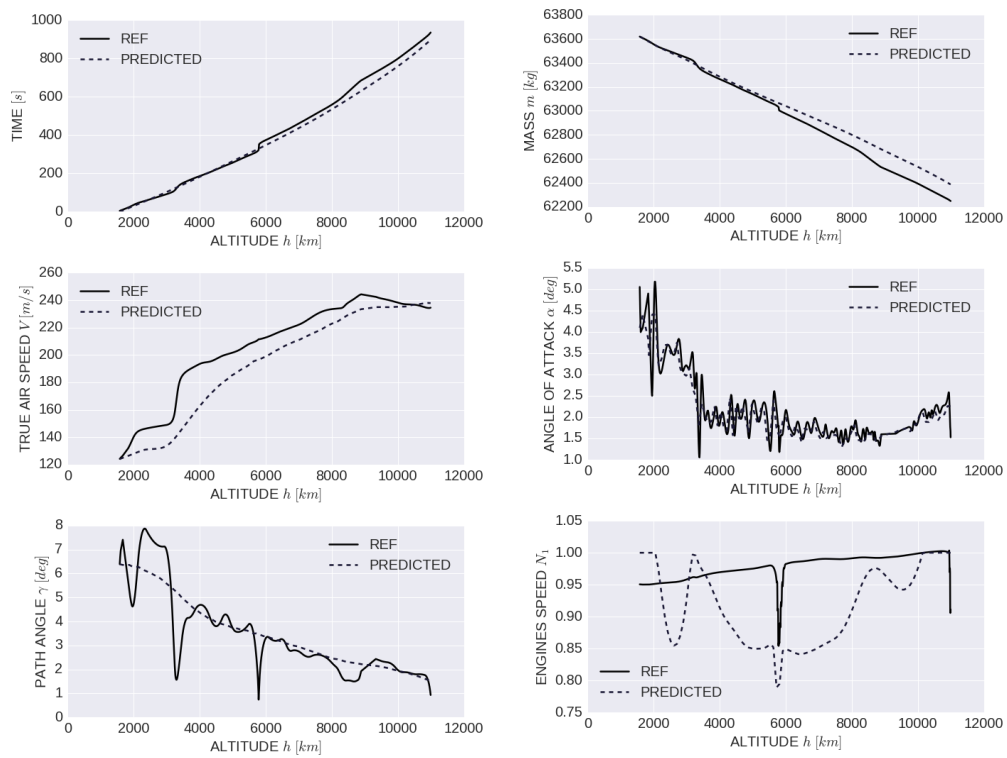 1000
800
600
400
200
0
TIME [s]
REF
PREDICTED
0 2000 4000 6000 8000 10000 12000
ALTITUDE h [km]
63800
63600
63400
63200
63000
62800
62600
62400
62200
MASS m [kg]
REF
PREDICTED
0 2000 4000 6000 8000 10000 12000
ALTITUDE h [km]
260
240
220
200
180
160
140
120
TRUE AIR SPEED V [m/s]
REF
PREDICTED
0 2000 4000 6000 8000 10000 12000
ALTITUDE h [km]
5.5
5.0
4.5
4.0
3.5
3.0
2.5
2.0
1.5
1.0
ANGLE OF ATTACK α [deg]
REF
PREDICTED
0 2000 4000 6000 8000 10000 12000
ALTITUDE h [km]
8
7
6
5
4
3
2
1
0
PATH ANGLE γ [deg]
REF
PREDICTED
0 2000 4000 6000 8000 10000 12000
ALTITUDE h [km]
1.05
1.00
0.95
0.90
0.85
0.80
0.75
ENGINES SPEED N₁
REF
PREDICTED
0 2000 4000 6000 8000 10000 12000
ALTITUDE h [km]